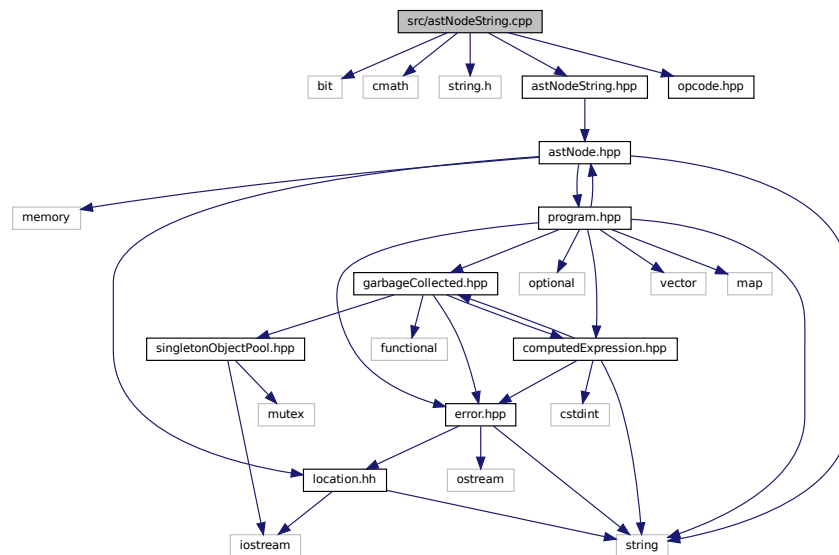 src/astNodeString.cpp
bit
cmath
string.h
astNodeString.hpp
opcode.hpp
astNode.hpp
memory
program.hpp
garbageCollected.hpp
optional
vector
map
singletonObjectPool.hpp
functional
computedExpression.hpp
mutex
error.hpp
cstdint
location.hh
ostream
iostream
string